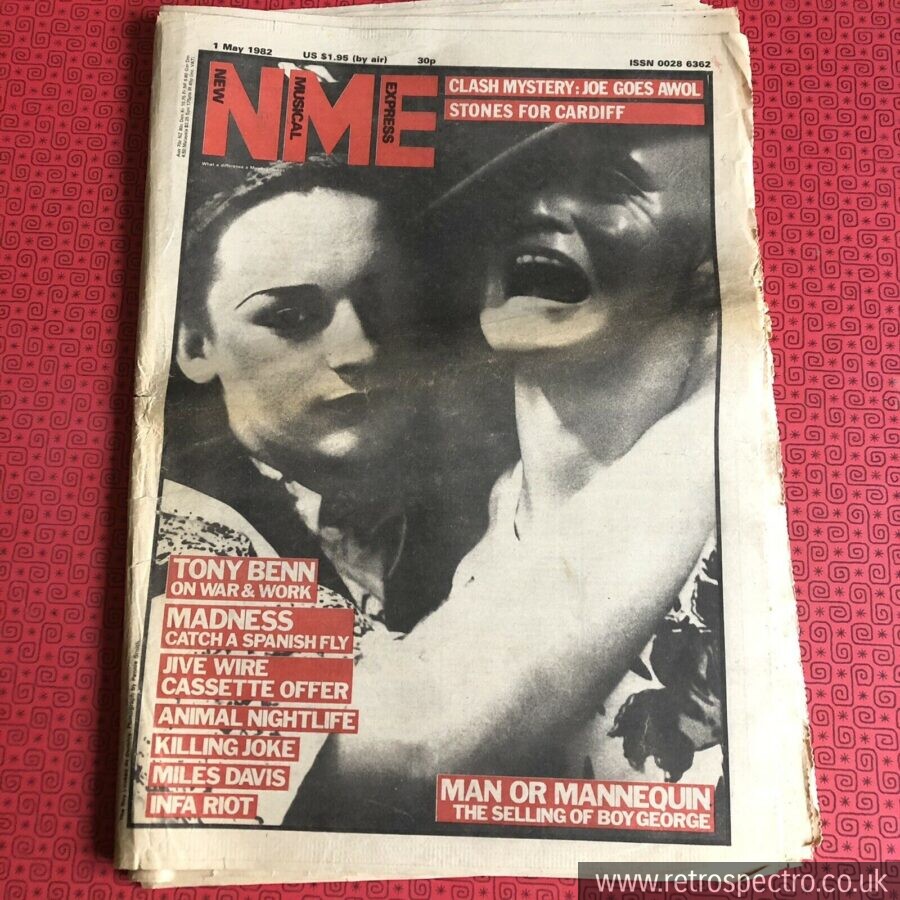 1 May 1982 US $1.95 (by air) 30p ISSN 0028 6362
NEW
MUSICAL
EXPRESS
NME
CLASH MYSTERY: JOE GOES AWOL
STONES FOR CARDIFF
What a difference a
TONY BENN
ON WAR & WORK
MADNESS
CATCH A SPANISH FLY
JIVE WIRE
CASSETTE OFFER
ANIMAL NIGHTLIFE
KILLING JOKE
MILES DAVIS
INFA RIOT
MAN OR MANNEQUIN
THE SELLING OF BOY GEORGE
www.retrospectro.co.uk